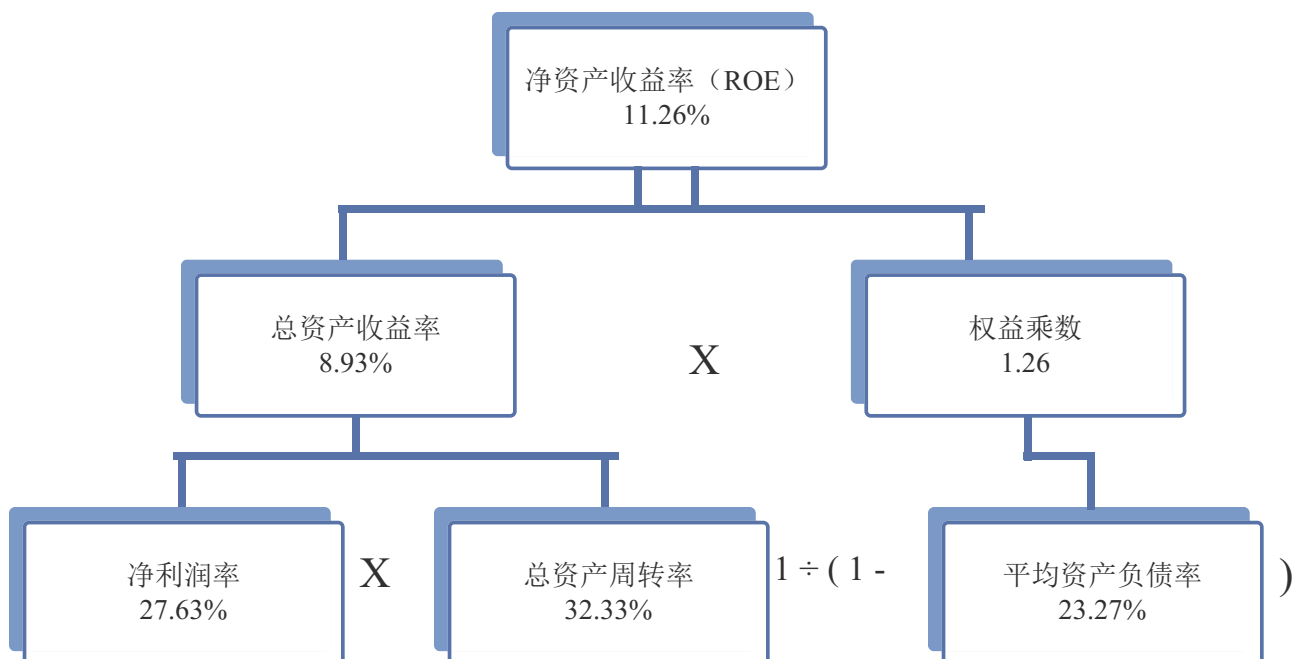 净资产收益率（ROE）
11.26%
总资产收益率
8.93%
X
权益乘数
1.26
净利润率
27.63%
X
总资产周转率
32.33%
1 ÷ ( 1 -
平均资产负债率
23.27%
)